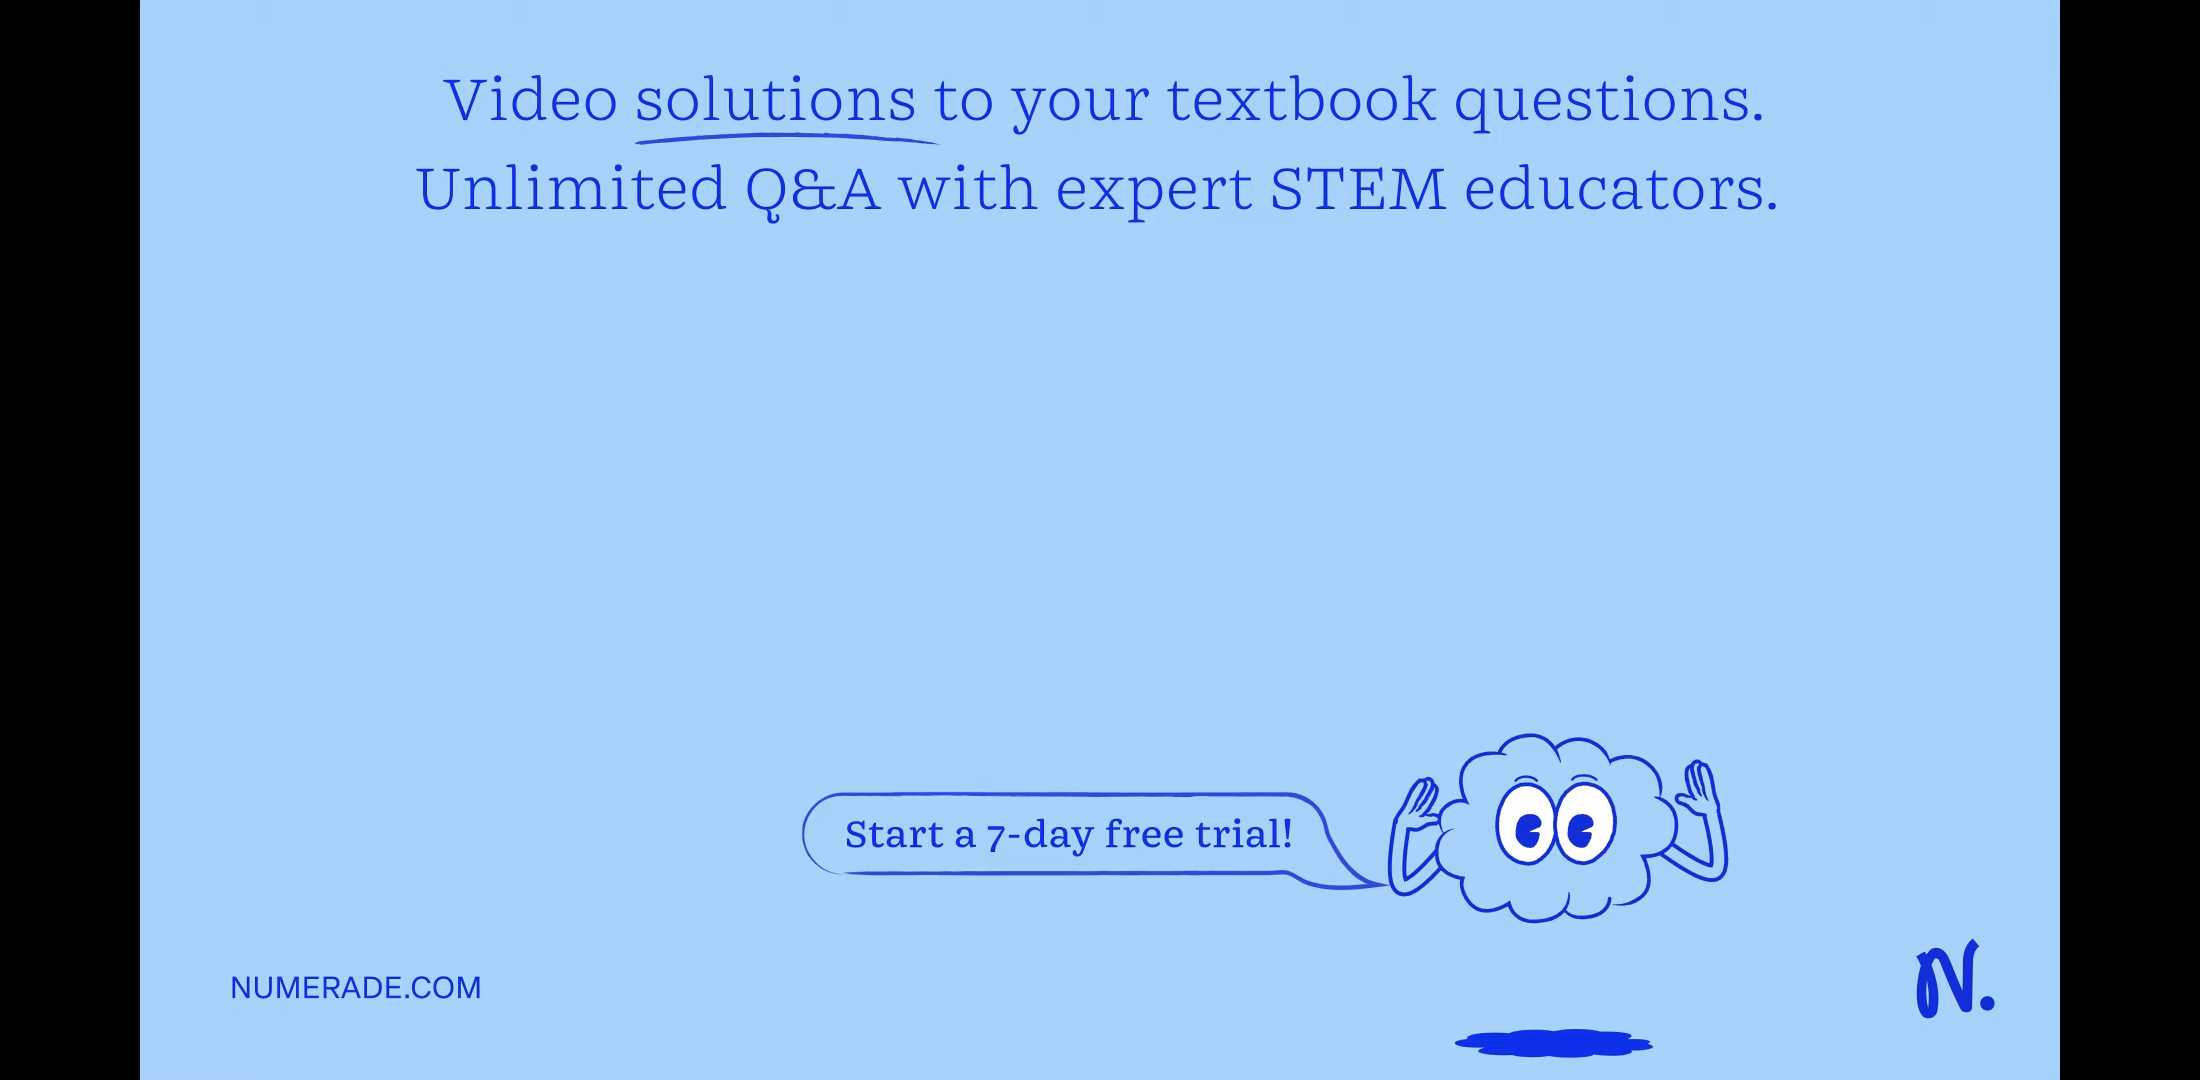 Video solutions to your textbook questions.
Unlimited Q&A with expert STEM educators.
Start a 7-day free trial!
NUMERADE.COM
N.